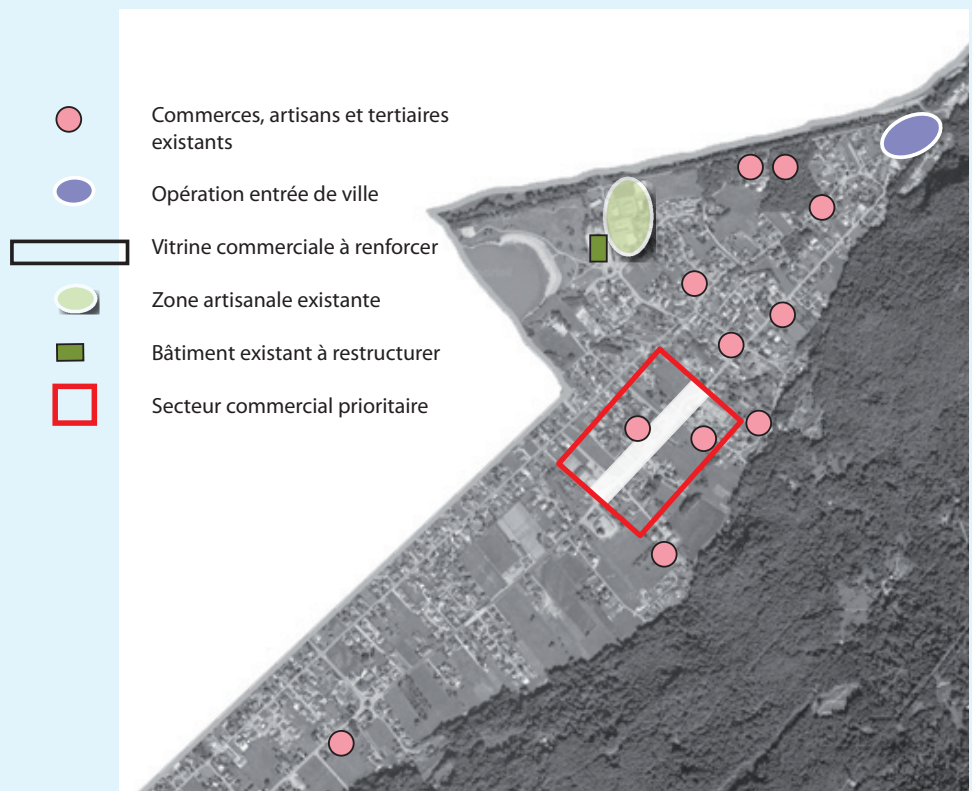 Commerces, artisans et tertiaires
existants
Opération entrée de ville
Vitrine commerciale à renforcer
Zone artisanale existante
Bâtiment existant à restructurer
Secteur commercial prioritaire